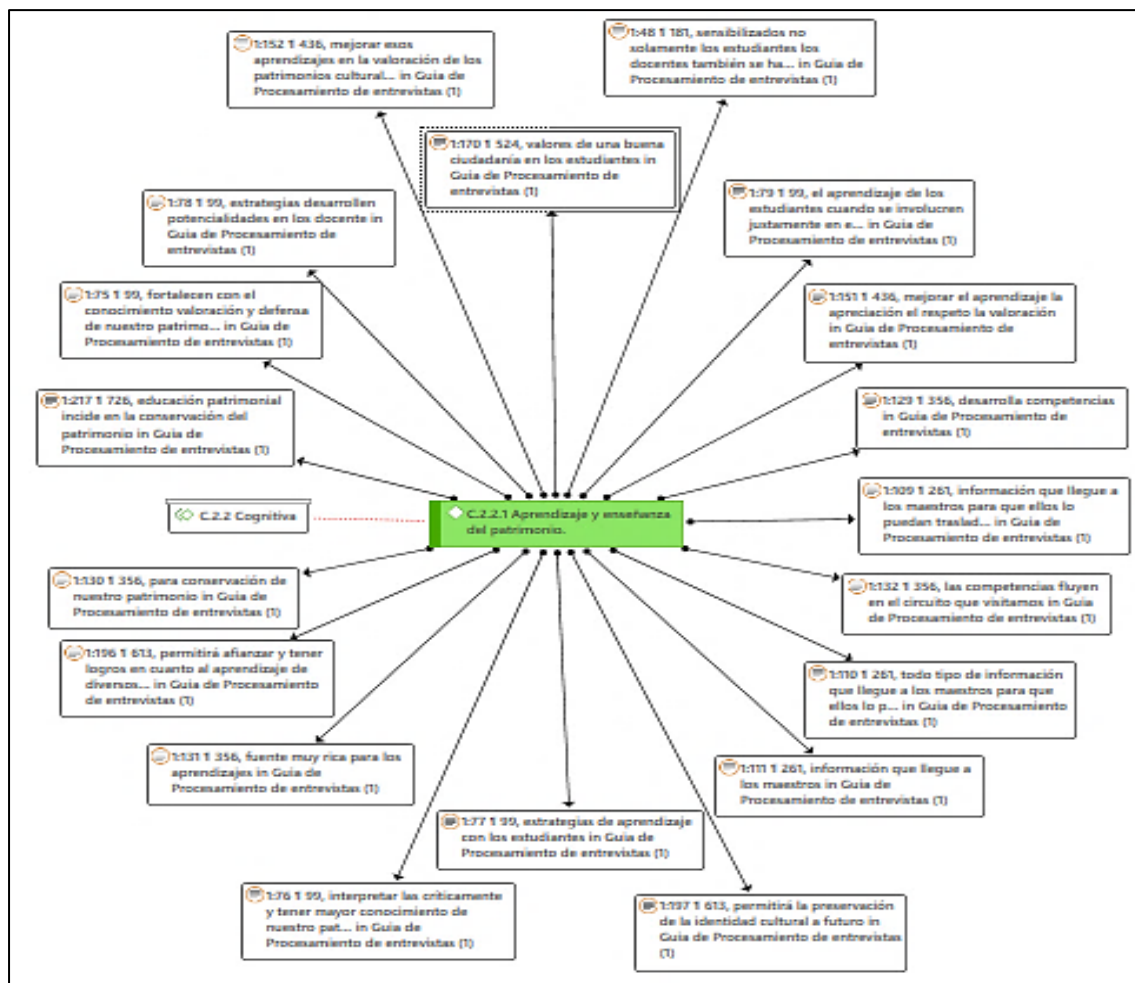 1:152 ¶ 436, mejorar esos
aprendizajes en la valoración de los
patrimonios cultural... in Guia de
Procesamiento de entrevistas (1)
1:48 ¶ 181, sensibilizados no
solamente los estudiantes los
docentes también se ha... in Guia de
Procesamiento de entrevistas (1)
1:170 ¶ 524, valores de una buena
ciudadanía en los estudiantes in
Guia de Procesamiento de
entrevistas (1)
1:78 ¶ 99, estrategias desarrollen
potencialidades en los docente in
Guia de Procesamiento de
entrevistas (1)
1:79 ¶ 99, el aprendizaje de los
estudiantes cuando se involucren
justamente en e... in Guia de
Procesamiento de entrevistas (1)
1:75 ¶ 99, fortalecen con el
conocimiento valoración y defensa
de nuestro patrimo... in Guia de
Procesamiento de entrevistas (1)
1:151 ¶ 436, mejorar el aprendizaje la
apreciación el respeto la valoración
in Guia de Procesamiento de
entrevistas (1)
1:217 ¶ 726, educación patrimonial
incide en la conservación del
patrimonio in Guia de
Procesamiento de entrevistas (1)
1:129 ¶ 356, desarrolla competencias
in Guia de Procesamiento de
entrevistas (1)
C.2.2 Cognitiva
C.2.2.1 Aprendizaje y enseñanza
del patrimonio.
1:109 ¶ 261, información que llegue a
los maestros para que ellos lo
puedan traslad... in Guia de
Procesamiento de entrevistas (1)
1:130 ¶ 356, para conservación de
nuestro patrimonio in Guia de
Procesamiento de entrevistas (1)
1:132 ¶ 356, las competencias fluyen
en el circuito que visitamos in Guia
de Procesamiento de entrevistas (1)
1:196 ¶ 613, permitirá afianzar y tener
logros en cuanto al aprendizaje de
diversos... in Guia de Procesamiento
de entrevistas (1)
1:110 ¶ 261, todo tipo de información
que llegue a los maestros para que
ellos lo p... in Guia de Procesamiento
de entrevistas (1)
1:131 ¶ 356, fuente muy rica para los
aprendizajes in Guia de
Procesamiento de entrevistas (1)
1:111 ¶ 261, información que llegue a
los maestros in Guia de
Procesamiento de entrevistas (1)
1:77 ¶ 99, estrategias de aprendizaje
con los estudiantes in Guia de
Procesamiento de entrevistas (1)
1:76 ¶ 99, interpretar las críticamente
y tener mayor conocimiento de
nuestro pat... in Guia de
Procesamiento de entrevistas (1)
1:197 ¶ 613, permitirá la preservación
de la identidad cultural a futuro in
Guia de Procesamiento de entrevistas
(1)